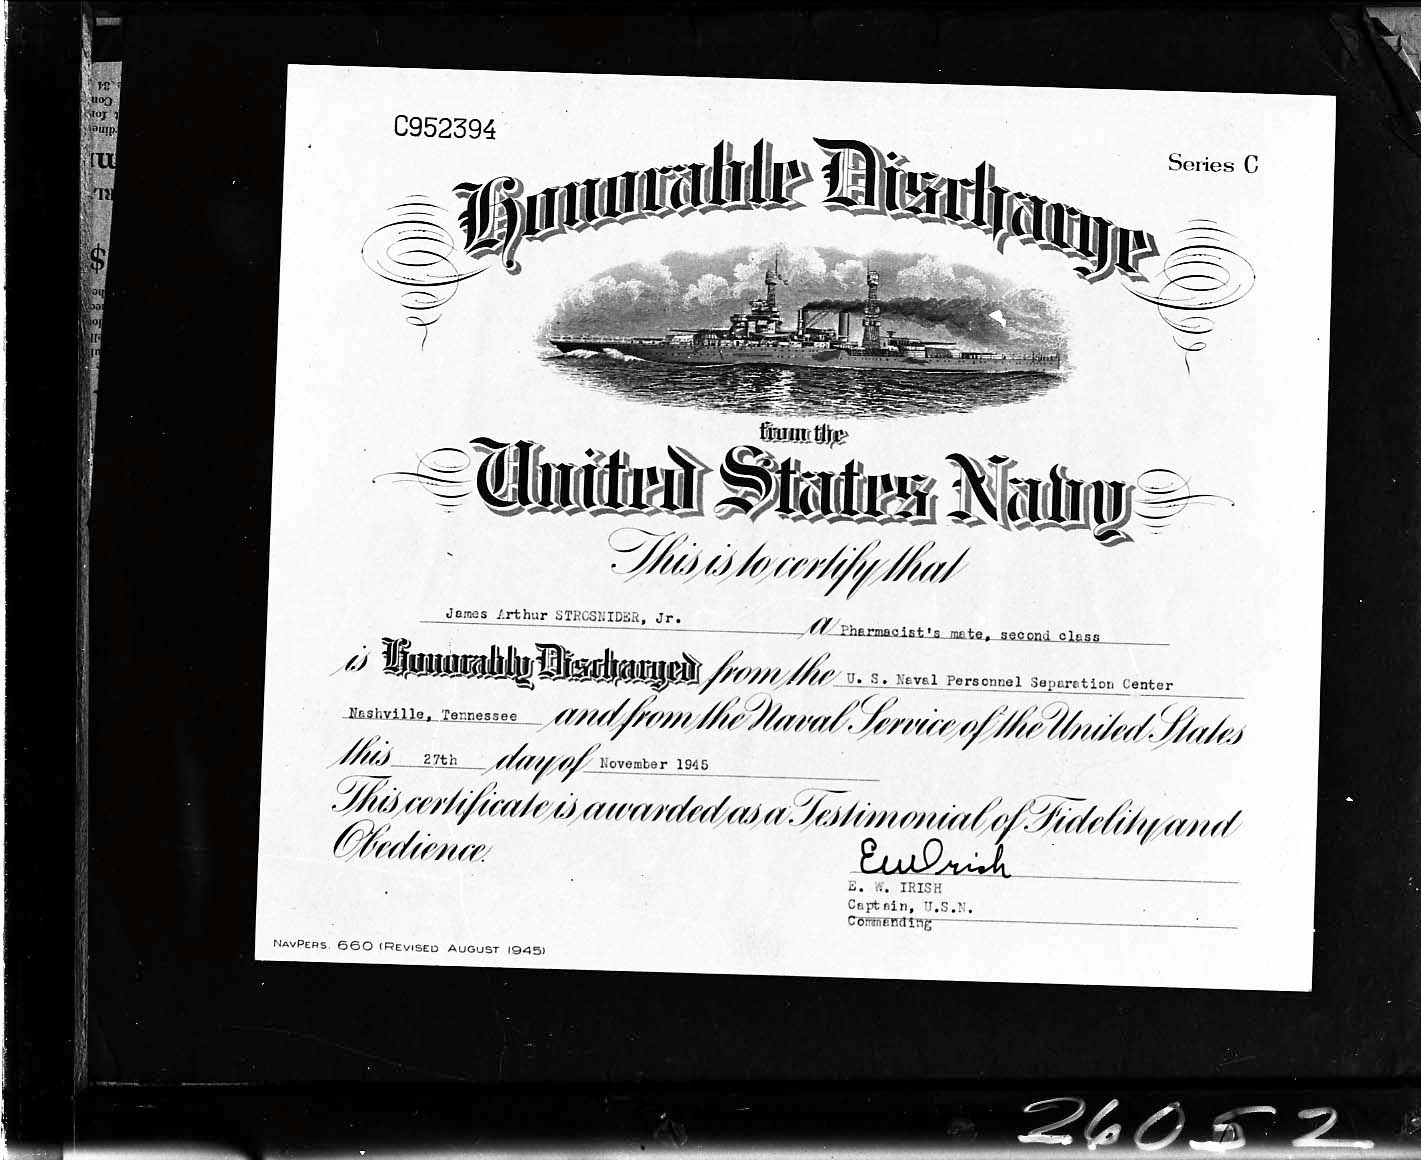 C952394
Series C
Honorable Discharge
from the
United States Navy
This is to certify that
James Arthur STROSNIDER, Jr. a Pharmacist's mate, second class
is Honorably Discharged from the U. S. Naval Personnel Separation Center
Nashville, Tennessee and from the Naval Service of the United States
this 27th day of November 1945
This certificate is awarded as a Testimonial of Fidelity and
Obedience.
EWIrish
E. W. IRISH
Captain, U.S.N.
Commanding
NAVPERS. 660 (REVISED AUGUST 1945)
26052